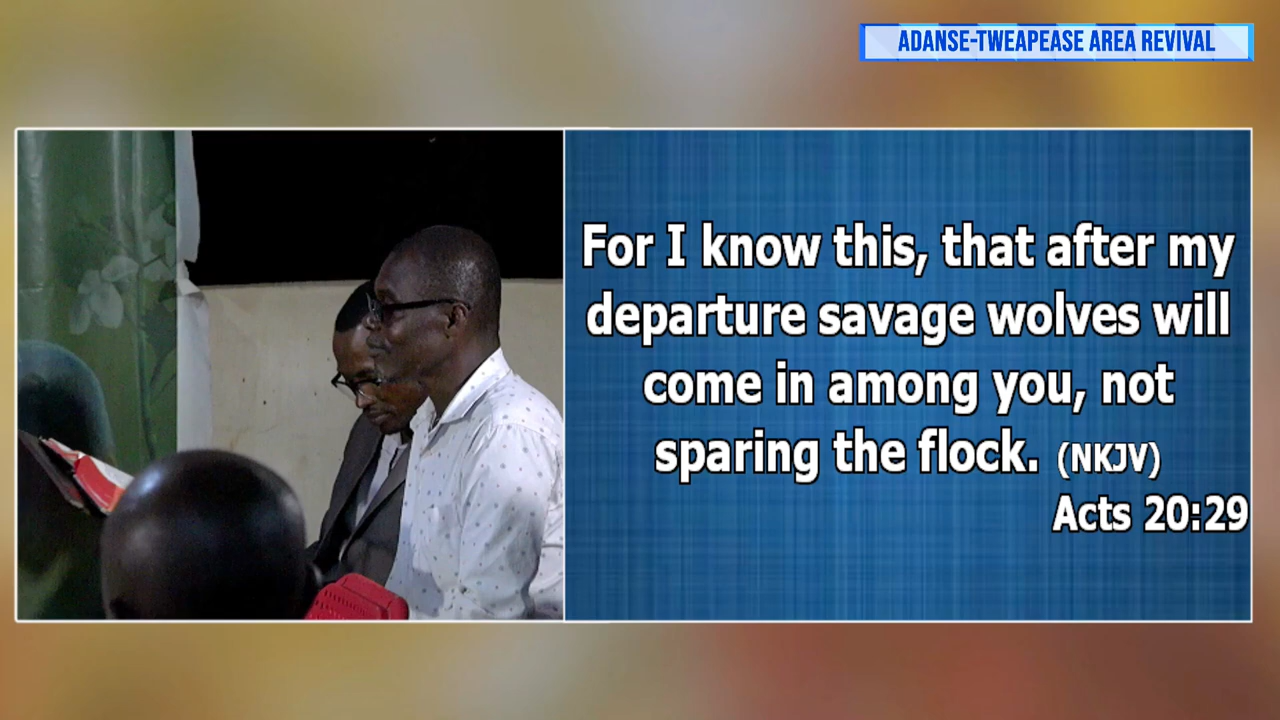 ADANSE-TWEAPEASE AREA REVIVAL
For I know this, that after my
departure savage wolves will
come in among you, not
sparing the flock. (NKJV)
Acts 20:29